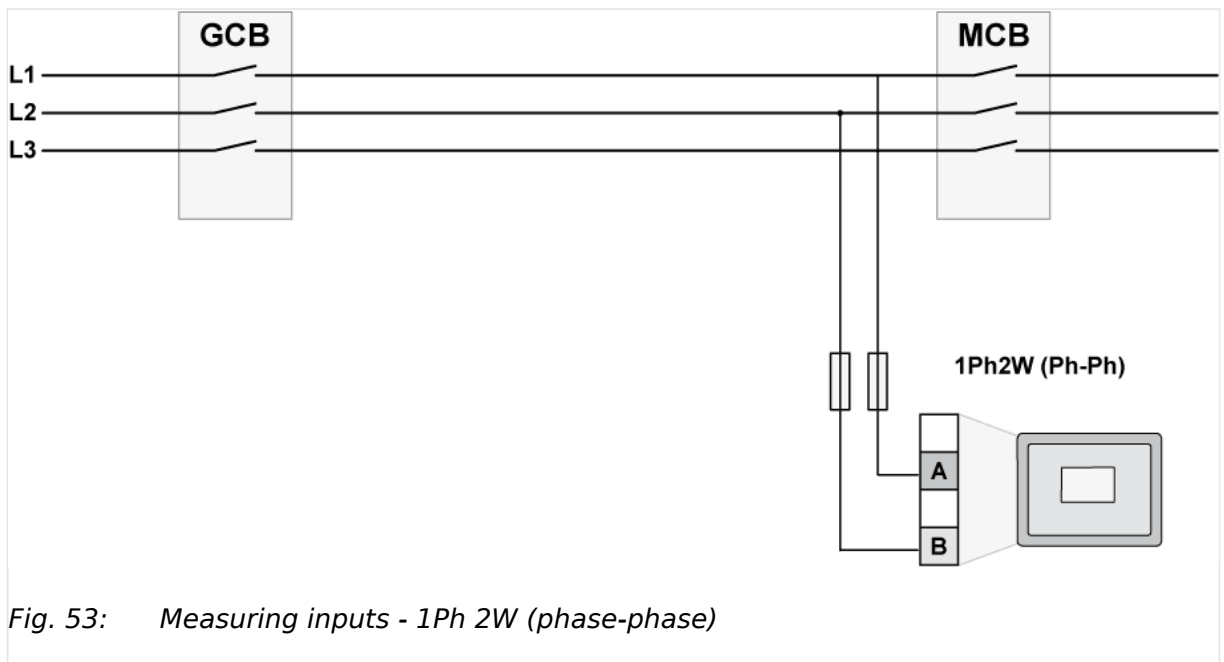 GCB
MCB
L1
L2
L3
1Ph2W (Ph-Ph)
A
B
Fig. 53: Measuring inputs - 1Ph 2W (phase-phase)